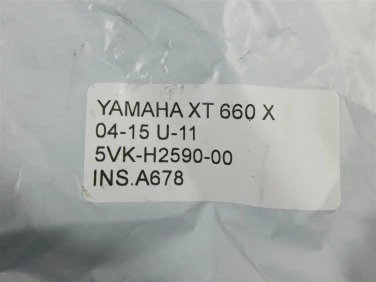 YAMAHA XT 660 X
04-15 U-11
5VK-H2590-00
INS.A678